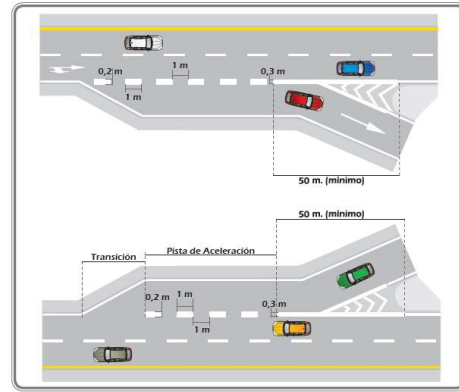 0,2 m
1 m
1 m
0,3 m
50 m. (mínimo)
50 m. (mínimo)
Transición
Pista de Aceleración
0,2 m
1 m
1 m
0,3 m